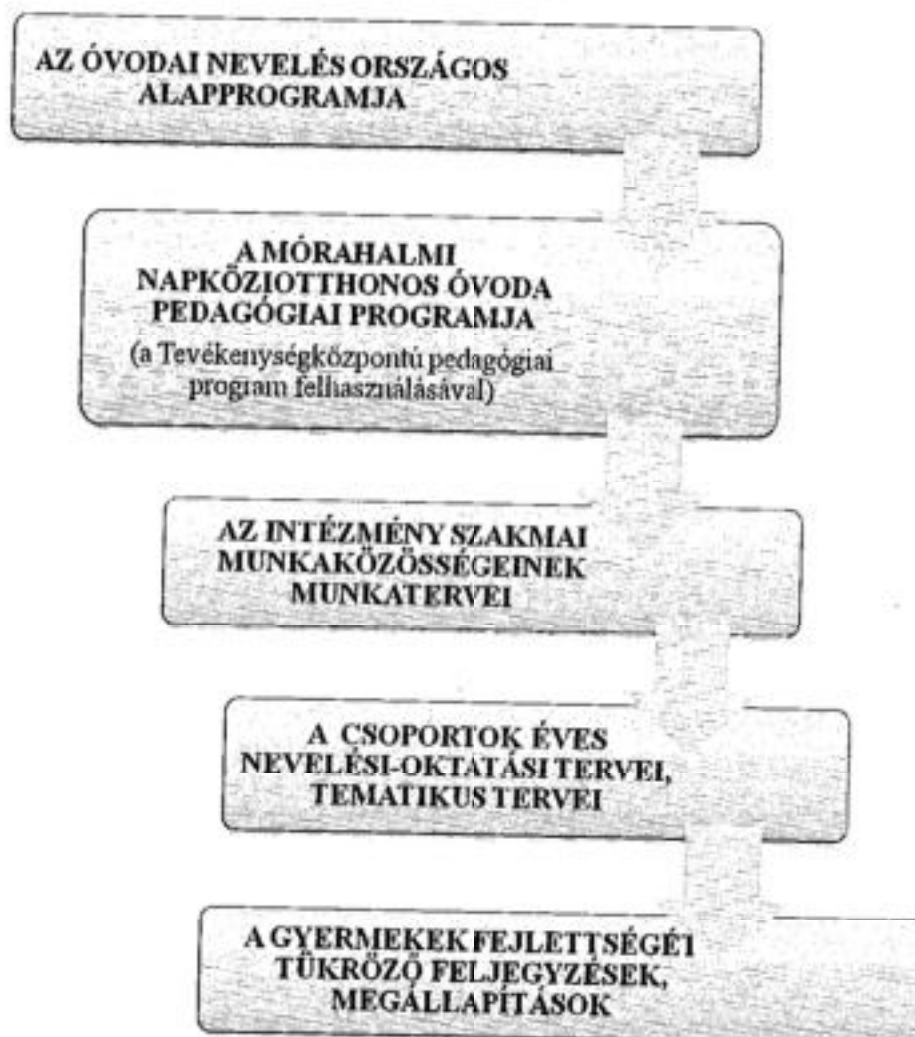 AZ ÓVODAI NEVELÉS ORSZÁGOS
ALAPPROGRAMJA
A MÓRAHALMI
NAPKÖZIOTTHONOS ÓVODA
PEDAGÓGIAI PROGRAMJA
(a Tevékenységközpontú pedagógiai
program felhasználásával)
AZ INTÉZMÉNY SZAKMAI
MUNKAKÖZÖSSÉGEINEK
MUNKATERVEI
A CSOPORTOK ÉVES
NEVELÉSI-OKTATÁSI TERVEI,
TEMATIKUS TERVEI
A GYERMEKEK FEJLETTSÉGÉT
TÜKRÖZŐ FELJEGYZÉSEK,
MEGÁLLAPÍTÁSOK